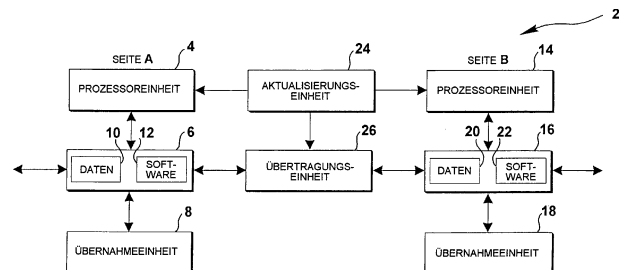 2
SEITE A
4
24
SEITE B
14
PROZESSOREINHEIT
AKTUALISIERUNGS-
EINHEIT
PROZESSOREINHEIT
10
12
6
26
20
22
16
DATEN
SOFT-
WARE
ÜBERTRAGUNGS-
EINHEIT
DATEN
SOFT-
WARE
8
18
ÜBERNAHMEEINHEIT
ÜBERNAHMEEINHEIT